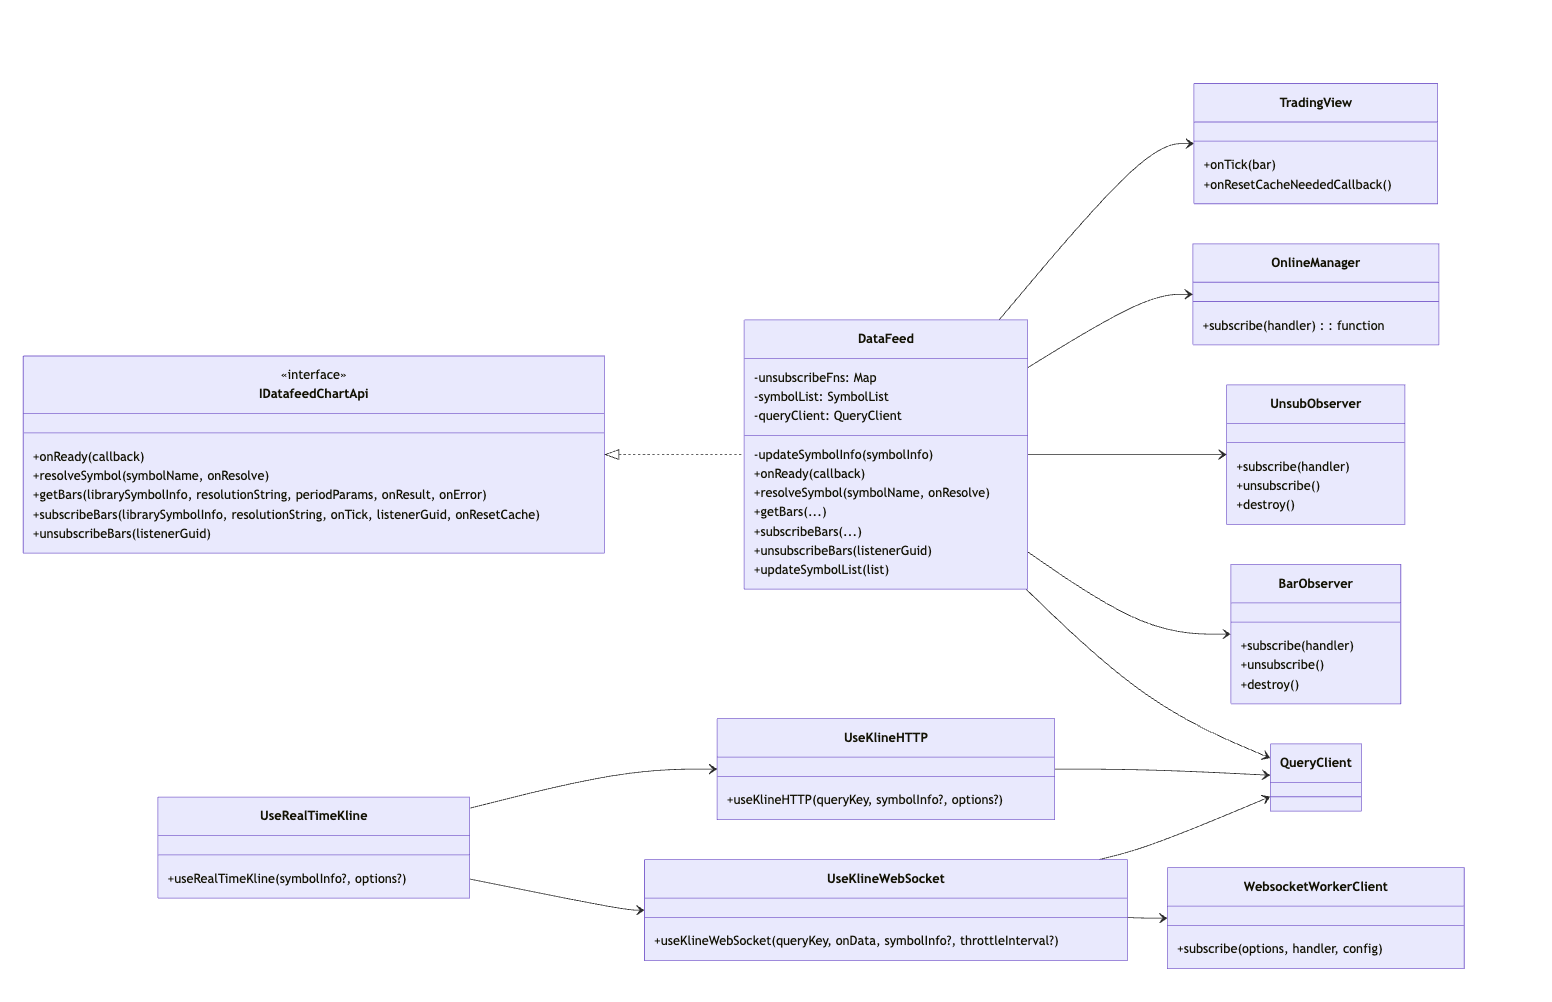 TradingView
+onTick(bar)
+onResetCacheNeededCallback()
OnlineManager
+subscribe(handler) : : function
DataFeed
-unsubscribeFns: Map
-symbolList: SymbolList
-queryClient: QueryClient
-updateSymbolInfo(symbolInfo)
+onReady(callback)
+resolveSymbol(symbolName, onResolve)
+getBars(...)
+subscribeBars(...)
+unsubscribeBars(listenerGuid)
+updateSymbolList(list)
«interface»
IDatafeedChartApi
+onReady(callback)
+resolveSymbol(symbolName, onResolve)
+getBars(librarySymbolInfo, resolutionString, periodParams, onResult, onError)
+subscribeBars(librarySymbolInfo, resolutionString, onTick, listenerGuid, onResetCache)
+unsubscribeBars(listenerGuid)
UnsubObserver
+subscribe(handler)
+unsubscribe()
+destroy()
BarObserver
+subscribe(handler)
+unsubscribe()
+destroy()
UseKlineHTTP
+useKlineHTTP(queryKey, symbolInfo?, options?)
QueryClient
UseRealTimeKline
+useRealTimeKline(symbolInfo?, options?)
UseKlineWebSocket
+useKlineWebSocket(queryKey, onData, symbolInfo?, throttleInterval?)
WebsocketWorkerClient
+subscribe(options, handler, config)